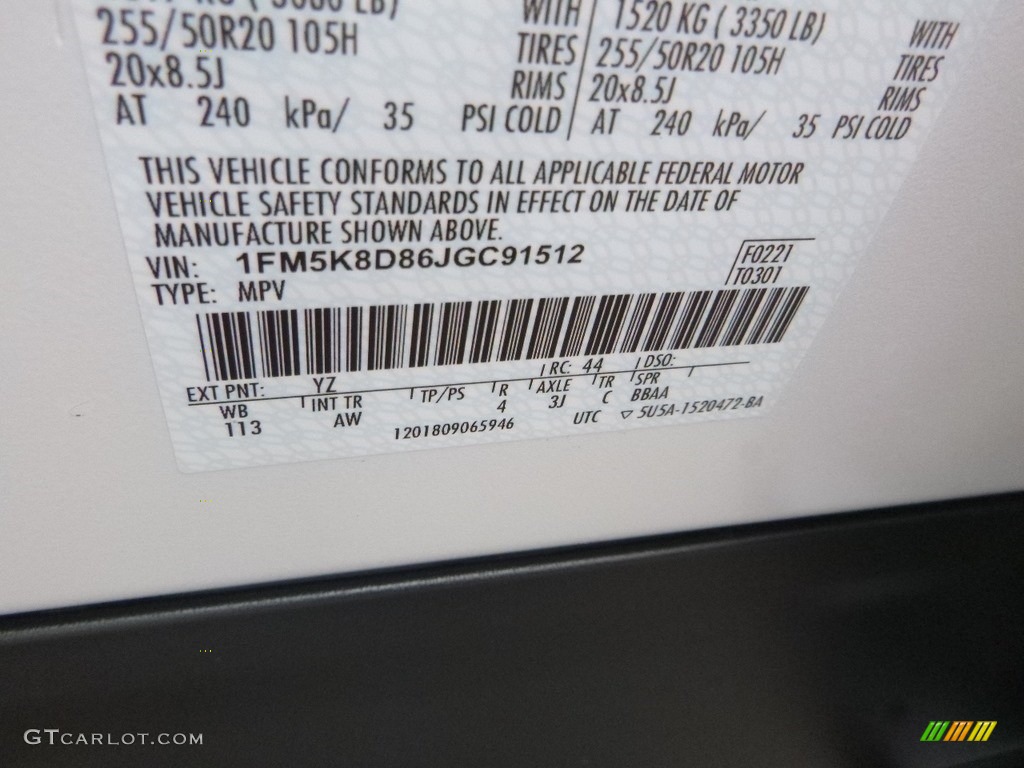 LB) WITH 1520 KG ( 3350 LB) WITH
255/50R20 105H TIRES 255/50R20 105H TIRES
20x8.5J RIMS 20x8.5J RIMS
AT 240 kPa/ 35 PSI COLD AT 240 kPa/ 35 PSI COLD
THIS VEHICLE CONFORMS TO ALL APPLICABLE FEDERAL MOTOR
VEHICLE SAFETY STANDARDS IN EFFECT ON THE DATE OF
MANUFACTURE SHOWN ABOVE.
VIN: 1FM5K8D86JGC91512 F0221
TYPE: MPV T0301
EXT PNT: YZ RC: 44 DSO:
WB INT TR TP/PS R AXLE TR SPR
113 AW 4 3J C BBAA
1201809065946 UTC ▽ 5U5A-1520472-BA
GTCARLOT.COM